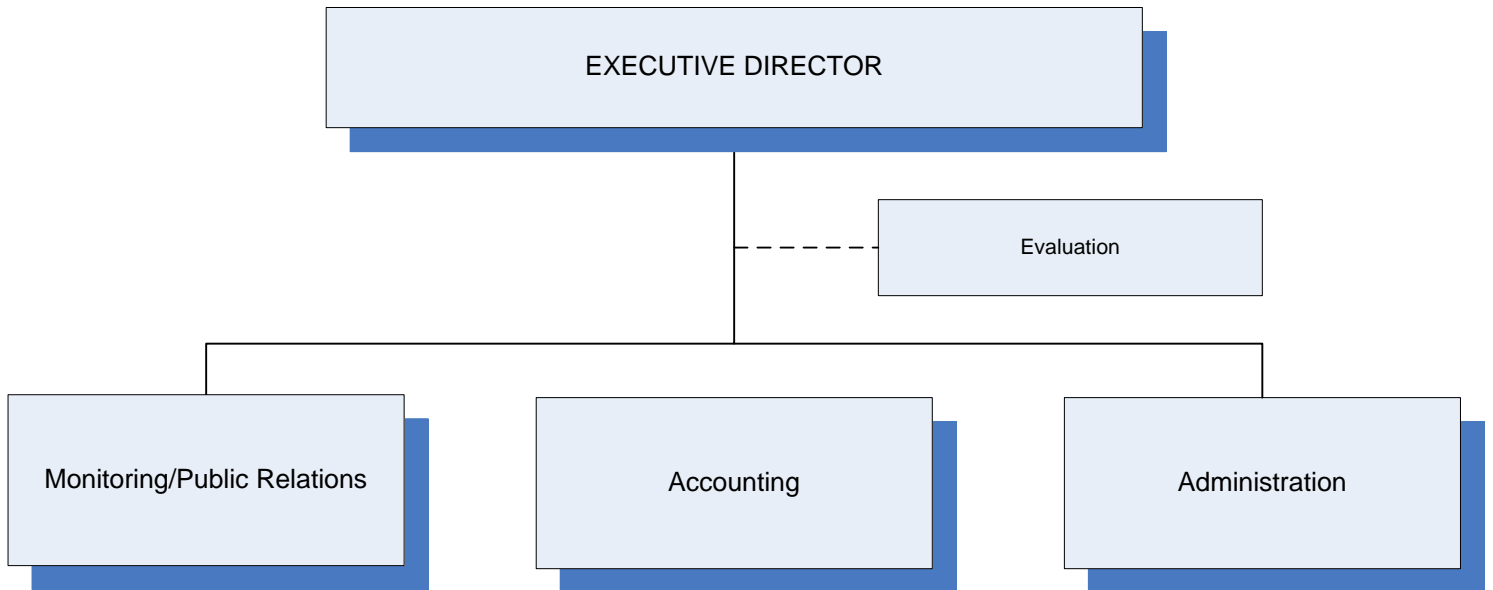 EXECUTIVE DIRECTOR
Evaluation
Monitoring/Public Relations
Accounting
Administration